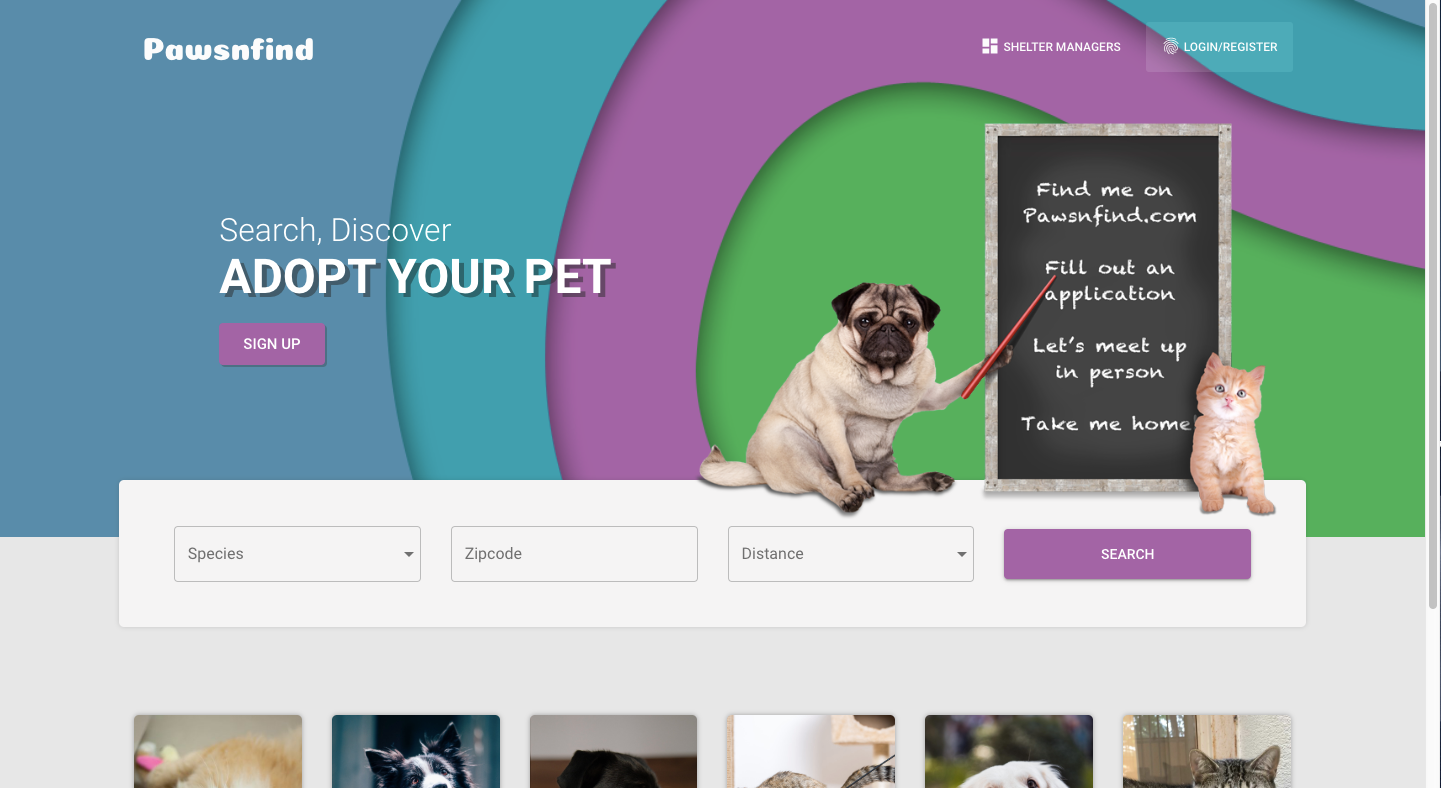 Pawsnfind
SHELTER MANAGERS
LOGIN/REGISTER
Search, Discover
ADOPT YOUR PET
SIGN UP
Find me on
Pawsnfind.com
Fill out an
application
Let's meet up
in person
Take me home!
Species
Zipcode
Distance
SEARCH